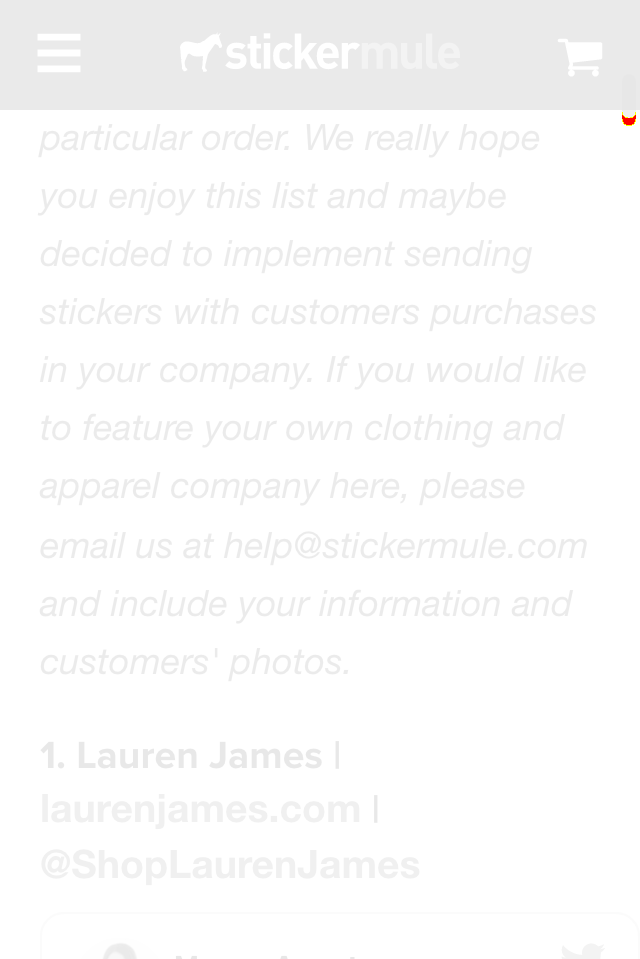 stickermule
particular order. We really hope
you enjoy this list and maybe
decided to implement sending
stickers with customers purchases
in your company. If you would like
to feature your own clothing and
apparel company here, please
email us at help@stickermule.com
and include your information and
customers' photos.
1. Lauren James |
laurenjames.com |
@ShopLaurenJames